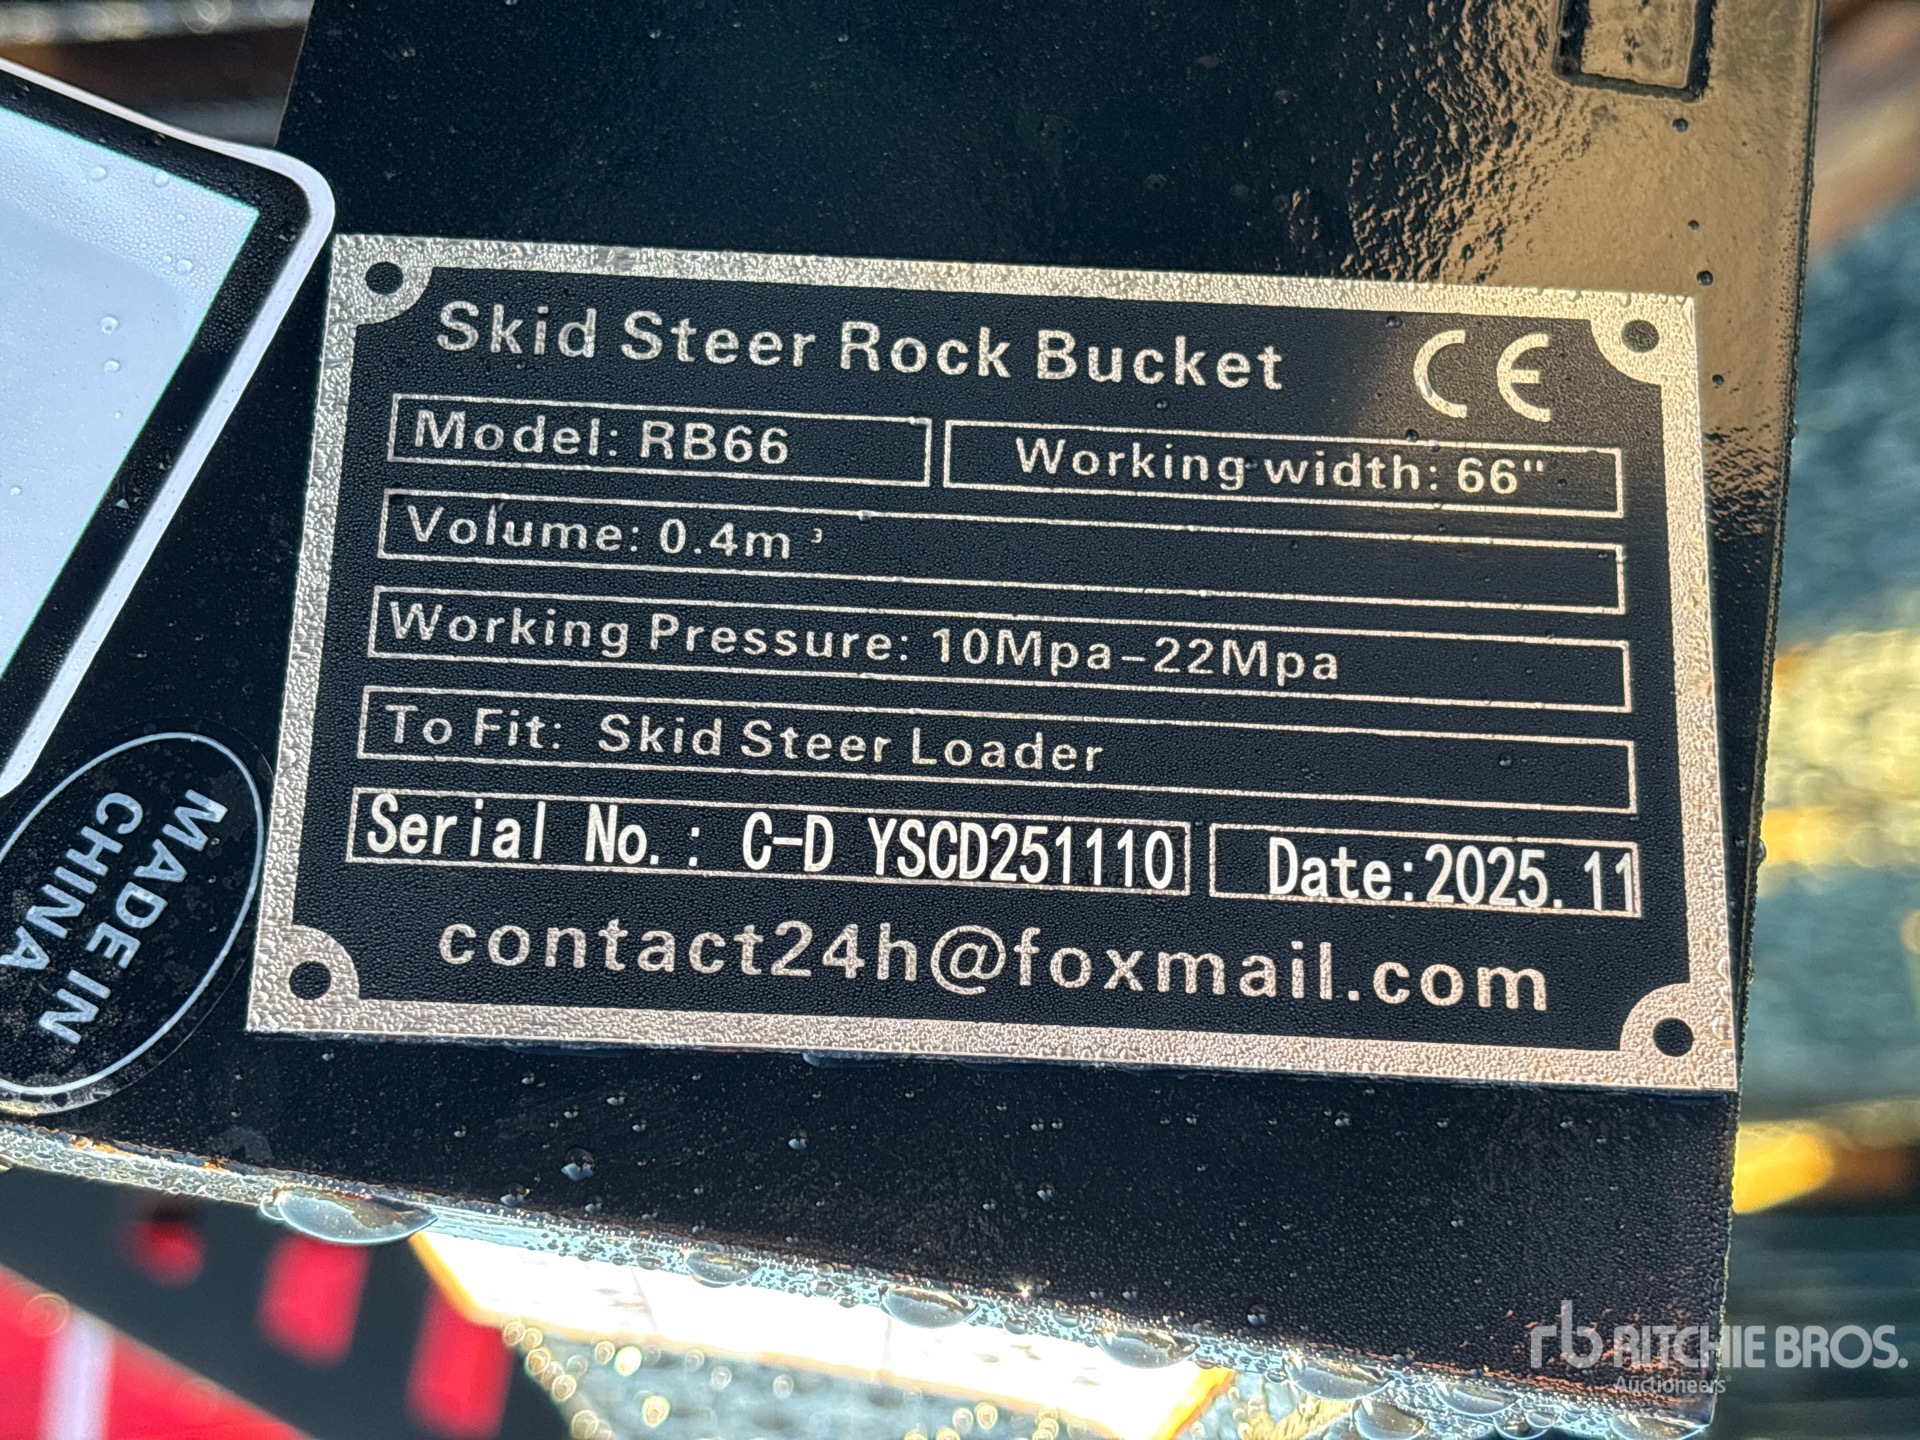 Skid Steer Rock Bucket CE
Model: RB66 Working width: 66"
Volume: 0.4m³
Working Pressure: 10Mpa-22Mpa
To Fit: Skid Steer Loader
Serial No.: C-D YSCD251110 Date:2025.11
contact24h@foxmail.com
MADE IN
CHINA
rb RITCHIE BROS.
Auctioneers